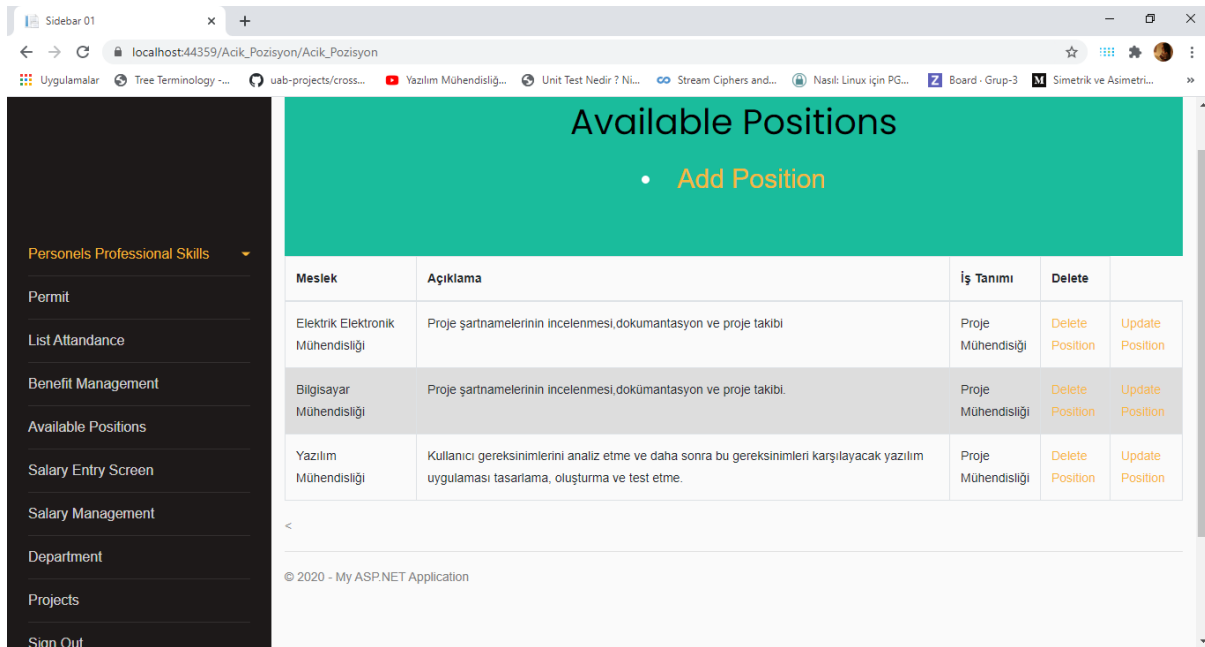 Sidebar 01
localhost:44359/Acik_Pozisyon/Acik_Pozisyon
Uygulamalar Tree Terminology -... uab-projects/cross... Yazılım Mühendisliğ... Unit Test Nedir ? Ni... Stream Ciphers and... Nasıl: Linux için PG... Board · Grup-3 Simetrik ve Asimetri... »
Available Positions
• Add Position
Personels Professional Skills
Permit
List Attandance
Benefit Management
Available Positions
Salary Entry Screen
Salary Management
Department
Projects
Sign Out
Meslek Açıklama İş Tanımı Delete
Elektrik Elektronik Proje şartnamelerinin incelenmesi,dokumantasyon ve proje takibi Proje Delete Update
Mühendisliği Mühendisiği Position Position
Bilgisayar Proje şartnamelerinin incelenmesi,dokümantasyon ve proje takibi. Proje Delete Update
Mühendisliği Mühendisliği Position Position
Yazılım Kullanıcı gereksinimlerini analiz etme ve daha sonra bu gereksinimleri karşılayacak yazılım Proje Delete Update
Mühendisliği uygulaması tasarlama, oluşturma ve test etme. Mühendisliği Position Position
<
© 2020 - My ASP.NET Application